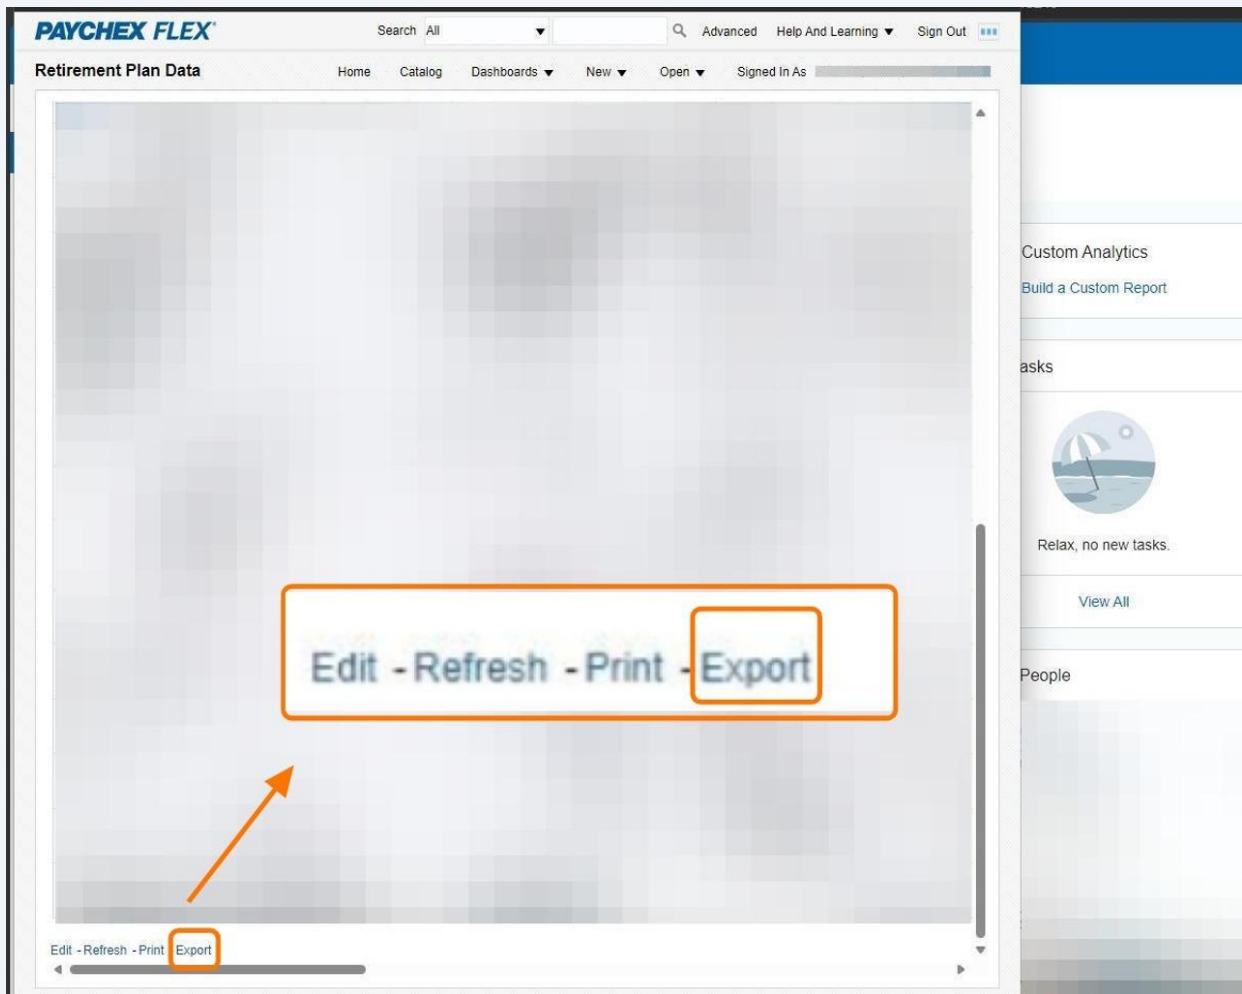 PAYCHEX FLEX®
Search All
Advanced
Help And Learning
Sign Out
Retirement Plan Data
Home
Catalog
Dashboards
New
Open
Signed In As
Edit - Refresh - Print - Export
Edit - Refresh - Print Export
Custom Analytics
Build a Custom Report
asks
Relax, no new tasks.
View All
People